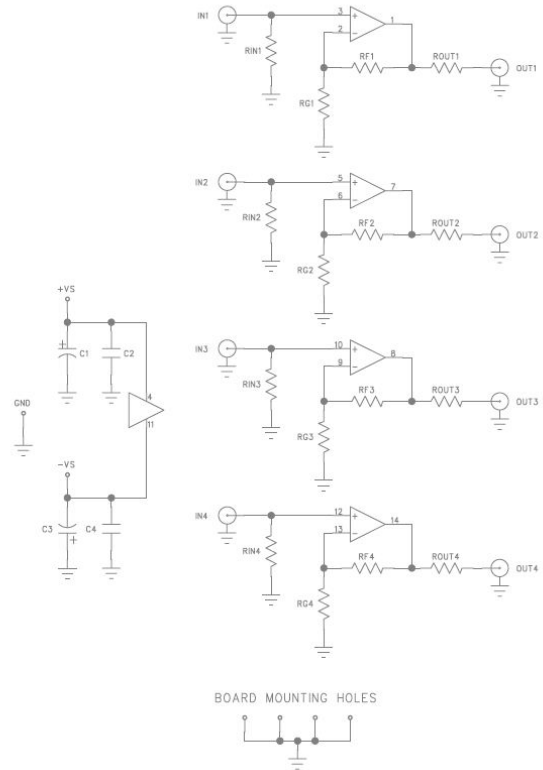 IN1
3
+
1
2
−
RIN1
RF1
ROUT1
OUT1
RG1
IN2
5
+
7
6
−
RIN2
RF2
ROUT2
OUT2
RG2
+VS
+
C1
C2
GND
4
11
−VS
C3
+
C4
IN3
10
+
8
9
−
RIN3
RF3
ROUT3
OUT3
RG3
IN4
12
+
14
13
−
RIN4
RF4
ROUT4
OUT4
RG4
BOARD MOUNTING HOLES